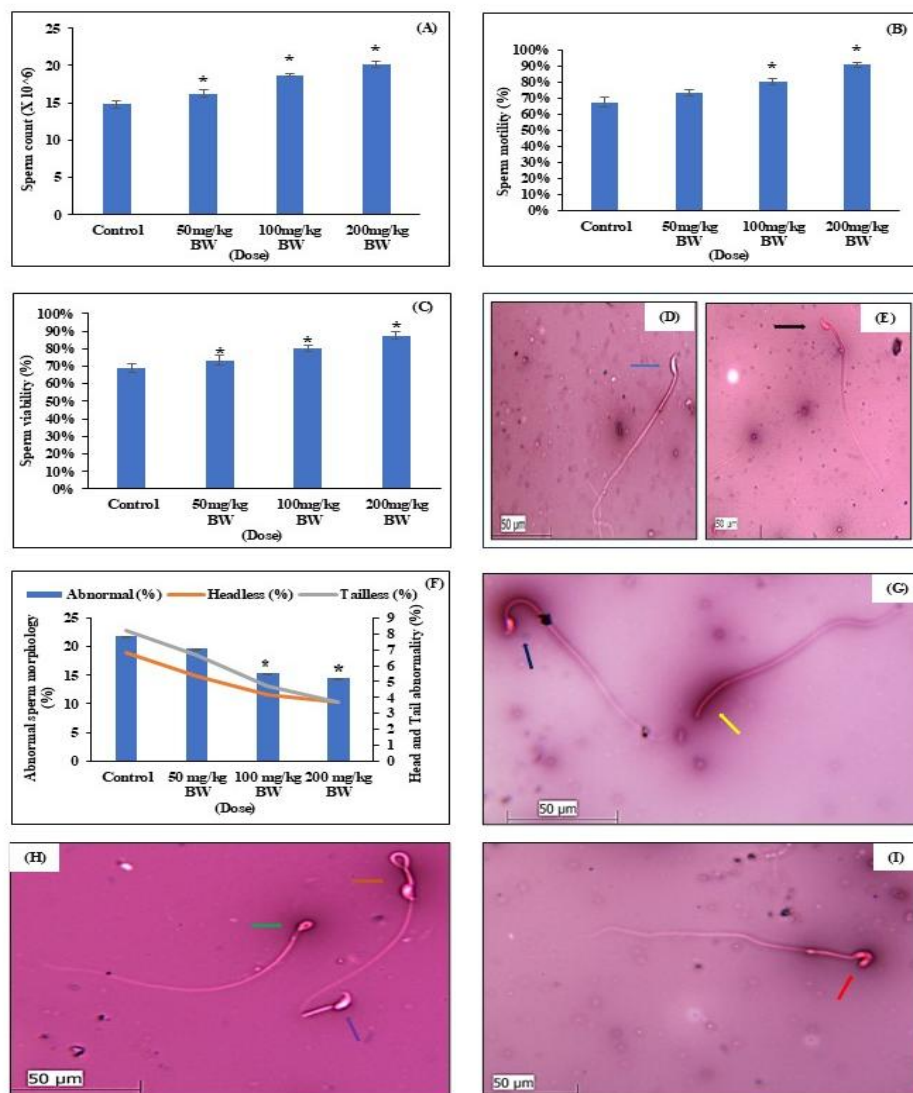 (A)
Sperm count (X 10^6)
25
20
15
10
5
0
*
*
*
Control
50mg/kg BW
100mg/kg BW
200mg/kg BW
(Dose)
(B)
Sperm motility (%)
100%
90%
80%
70%
60%
50%
40%
30%
20%
10%
0%
*
*
Control
50mg/kg BW
100mg/kg BW
200mg/kg BW
(Dose)
(C)
Sperm viability (%)
100%
90%
80%
70%
60%
50%
40%
30%
20%
10%
0%
*
*
*
Control
50mg/kg BW
100mg/kg BW
200mg/kg BW
(Dose)
(D)
50 µm
(E)
50 µm
(F)
Abnormal (%) Headless (%) Tailless (%)
Abnormal sperm morphology (%)
25
20
15
10
5
0
*
*
9
8
7
6
5
4
3
2
1
0
Head and Tail abnormality (%)
Control
50 mg/kg BW
100 mg/kg BW
200 mg/kg BW
(Dose)
(G)
50 µm
(H)
50 µm
(I)
50 µm